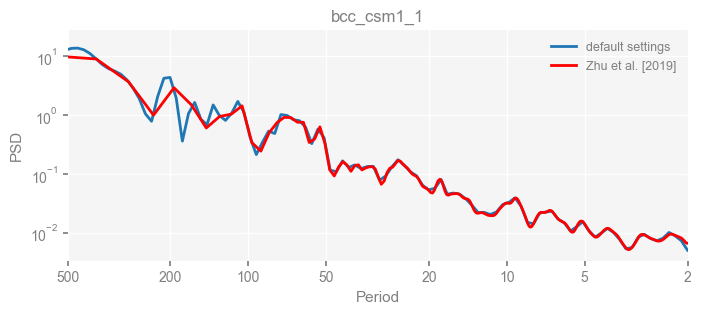 bcc_csm1_1
default settings
Zhu et al. [2019]
10^1
10^0
10^−1
10^−2
PSD
500 200 100 50 20 10 5 2
Period